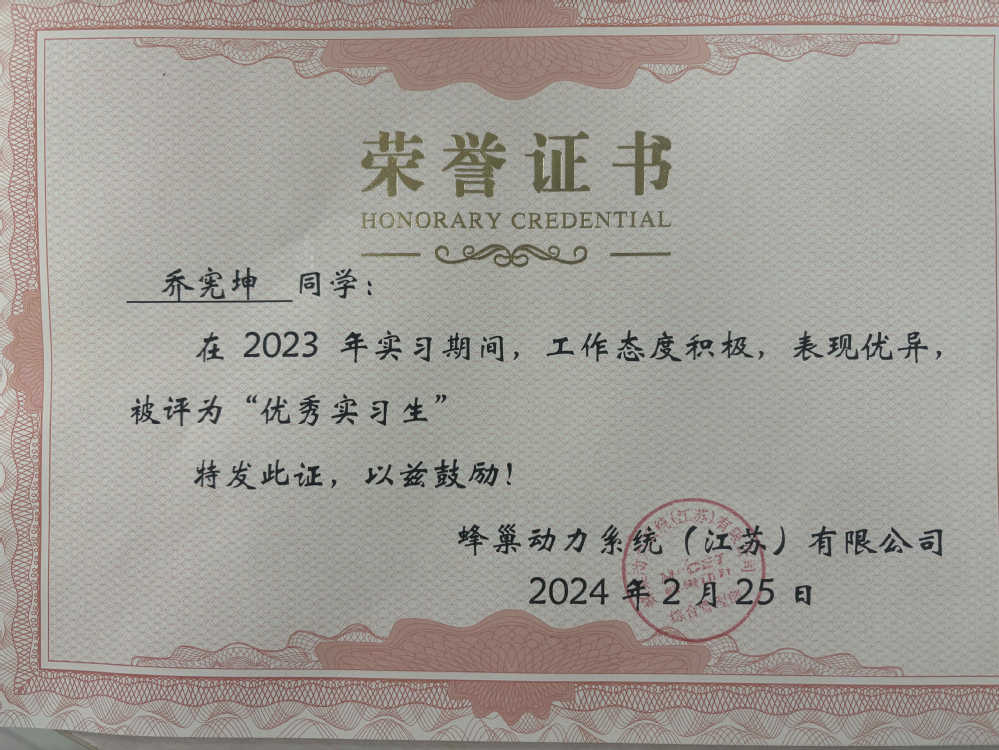 荣誉证书
HONORARY CREDENTIAL
乔宪坤 同学：
在 2023 年实习期间，工作态度积极，表现优异，
被评为“优秀实习生”
特发此证，以兹鼓励！
蜂巢动力系统（江苏）有限公司
2024 年 2 月 25 日